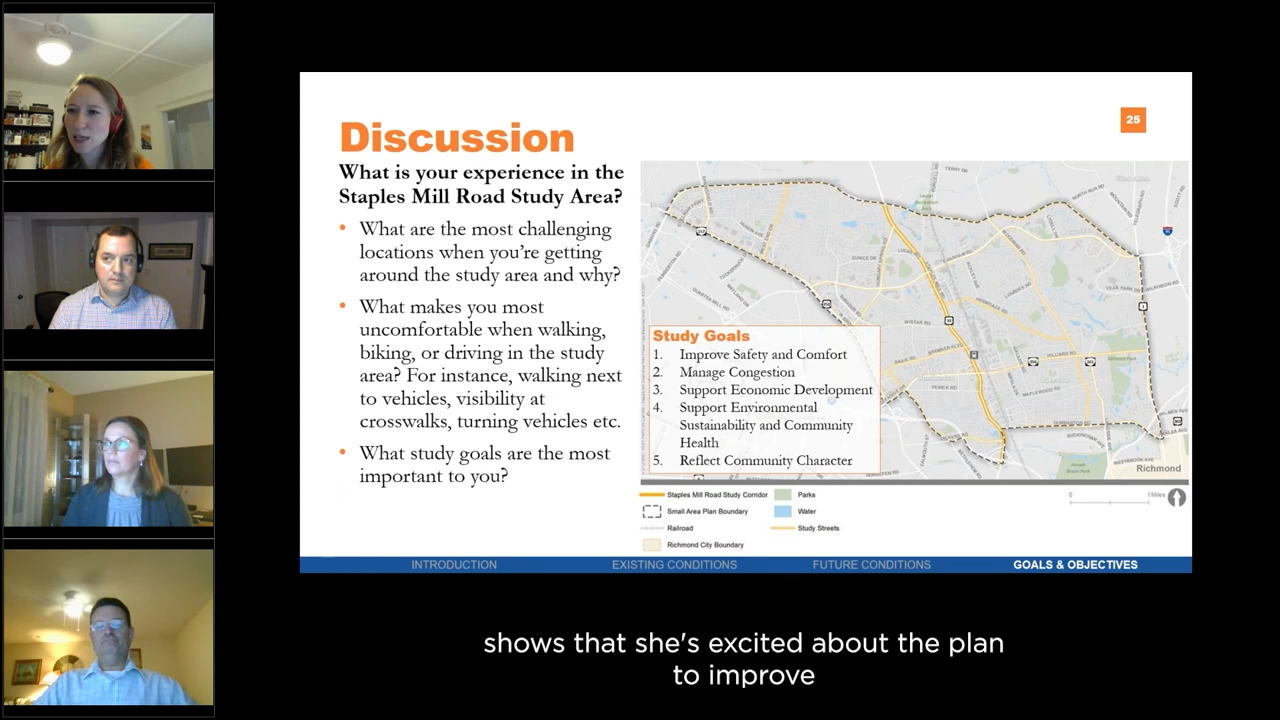 25
Discussion
What is your experience in the
Staples Mill Road Study Area?
• What are the most challenging
locations when you're getting
around the study area and why?
• What makes you most
uncomfortable when walking,
biking, or driving in the study
area? For instance, walking next
to vehicles, visibility at
crosswalks, turning vehicles etc.
• What study goals are the most
important to you?
Study Goals
1. Improve Safety and Comfort
2. Manage Congestion
3. Support Economic Development
4. Support Environmental
Sustainability and Community
Health
5. Reflect Community Character
Richmond
Staples Mill Road Study Corridor
Small Area Plan Boundary
Railroad
Richmond City Boundary
Parks
Water
Study Streets
0 1 Miles
INTRODUCTION EXISTING CONDITIONS FUTURE CONDITIONS GOALS & OBJECTIVES
shows that she's excited about the plan
to improve